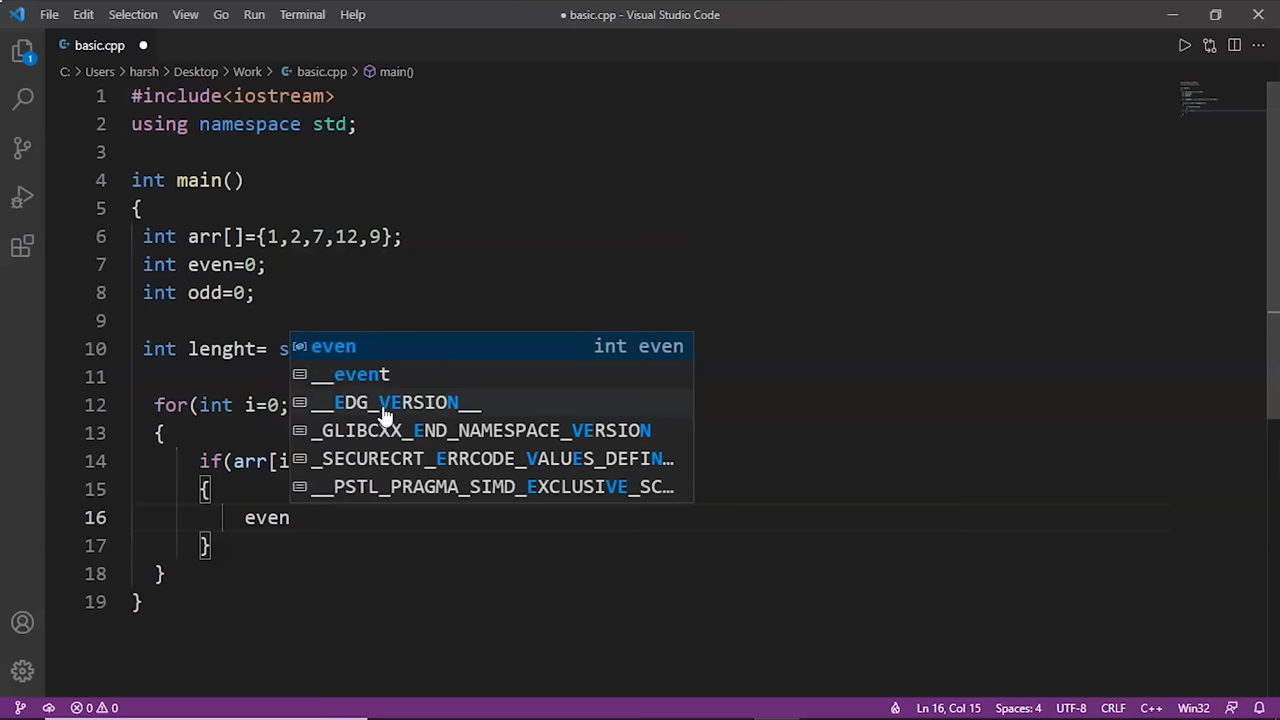 File Edit Selection View Go Run Terminal Help
● basic.cpp - Visual Studio Code
basic.cpp ●
C: > Users > harsh > Desktop > Work > basic.cpp > main()
1 #include<iostream>
2 using namespace std;
3
4 int main()
5 {
6 int arr[]={1,2,7,12,9};
7 int even=0;
8 int odd=0;
9
10 int lenght= s
11
12 for(int i=0;
13 {
14 if(arr[i
15 {
16 even
17 }
18 }
19 }
even int even
__event
__EDG_VERSION__
_GLIBCXX_END_NAMESPACE_VERSION
_SECURECRT_ERRCODE_VALUES_DEFIN…
__PSTL_PRAGMA_SIMD_EXCLUSIVE_SC…
1
0 0 Ln 16, Col 15 Spaces: 4 UTF-8 CRLF C++ Win32